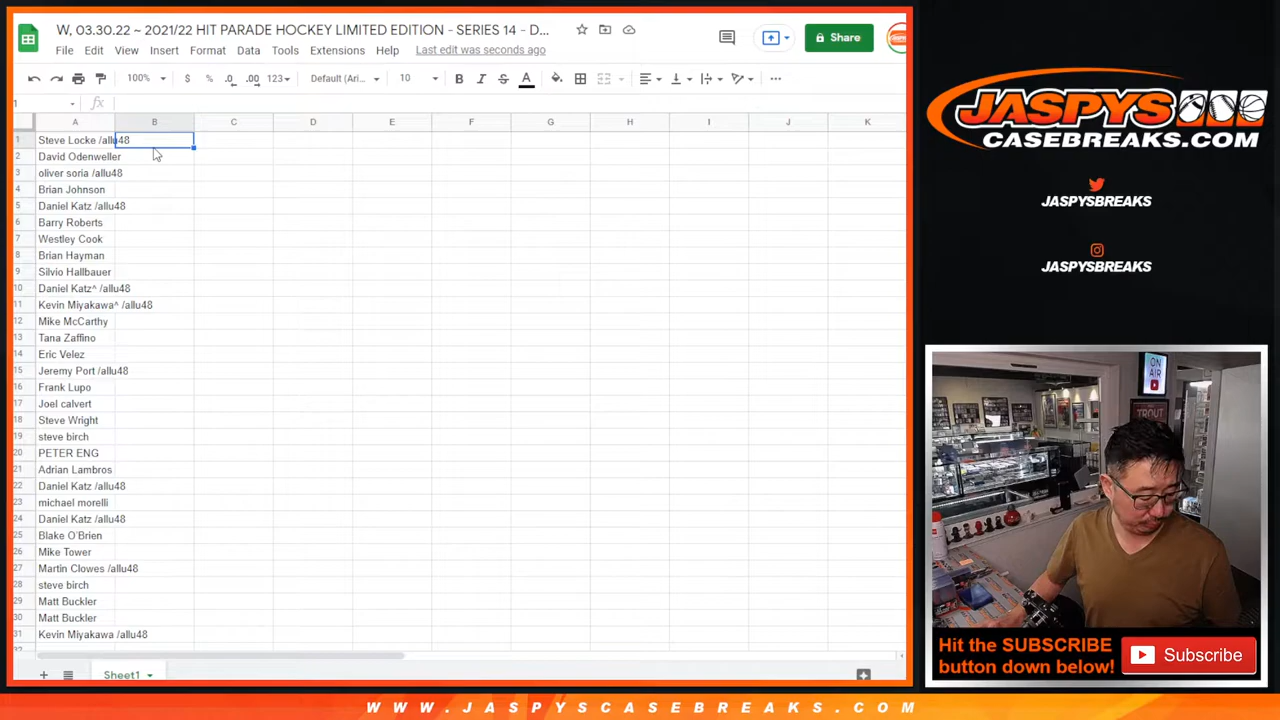 W, 03.30.22 ~ 2021/22 HIT PARADE HOCKEY LIMITED EDITION - SERIES 14 - D...
File Edit View Insert Format Data Tools Extensions Help Last edit was seconds ago
Share
100% $ % .0 .00 123 Default (Ari... 10 B I S A
fx
A B C D E F G H I J K
1 Steve Locke /allu48
2 David Odenweller
3 oliver soria /allu48
4 Brian Johnson
5 Daniel Katz /allu48
6 Barry Roberts
7 Westley Cook
8 Brian Hayman
9 Silvio Hallbauer
10 Daniel Katz^ /allu48
11 Kevin Miyakawa^ /allu48
12 Mike McCarthy
13 Tana Zaffino
14 Eric Velez
15 Jeremy Port /allu48
16 Frank Lupo
17 Joel calvert
18 Steve Wright
19 steve birch
20 PETER ENG
21 Adrian Lambros
22 Daniel Katz /allu48
23 michael morelli
24 Daniel Katz /allu48
25 Blake O'Brien
26 Mike Tower
27 Martin Clowes /allu48
28 steve birch
29 Matt Buckler
30 Matt Buckler
31 Kevin Miyakawa /allu48
Sheet1
JASPYS
CASEBREAKS.COM
JASPYSBREAKS
JASPYSBREAKS
ON
AIR
TROUT
Hit the SUBSCRIBE
button down below!
Subscribe
WWW.JASPYSCASEBREAKS.COM